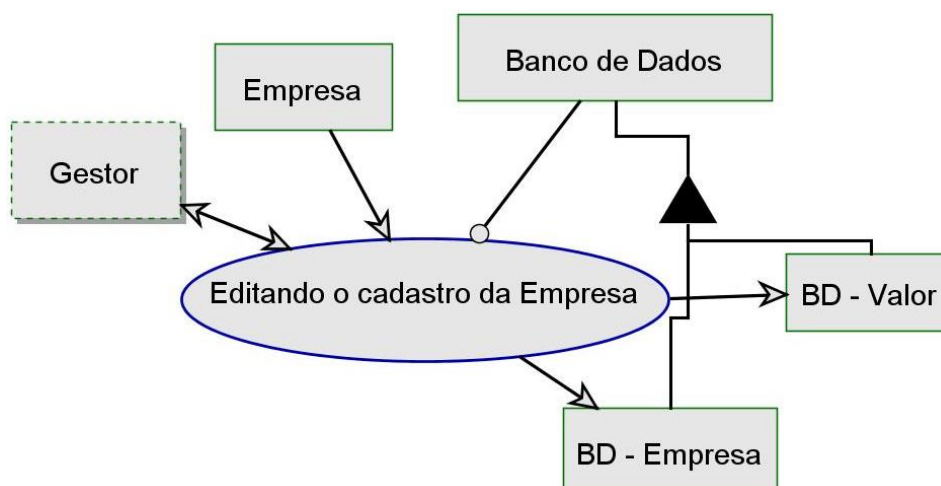 Banco de Dados
Empresa
Gestor
Editando o cadastro da Empresa
BD - Valor
BD - Empresa